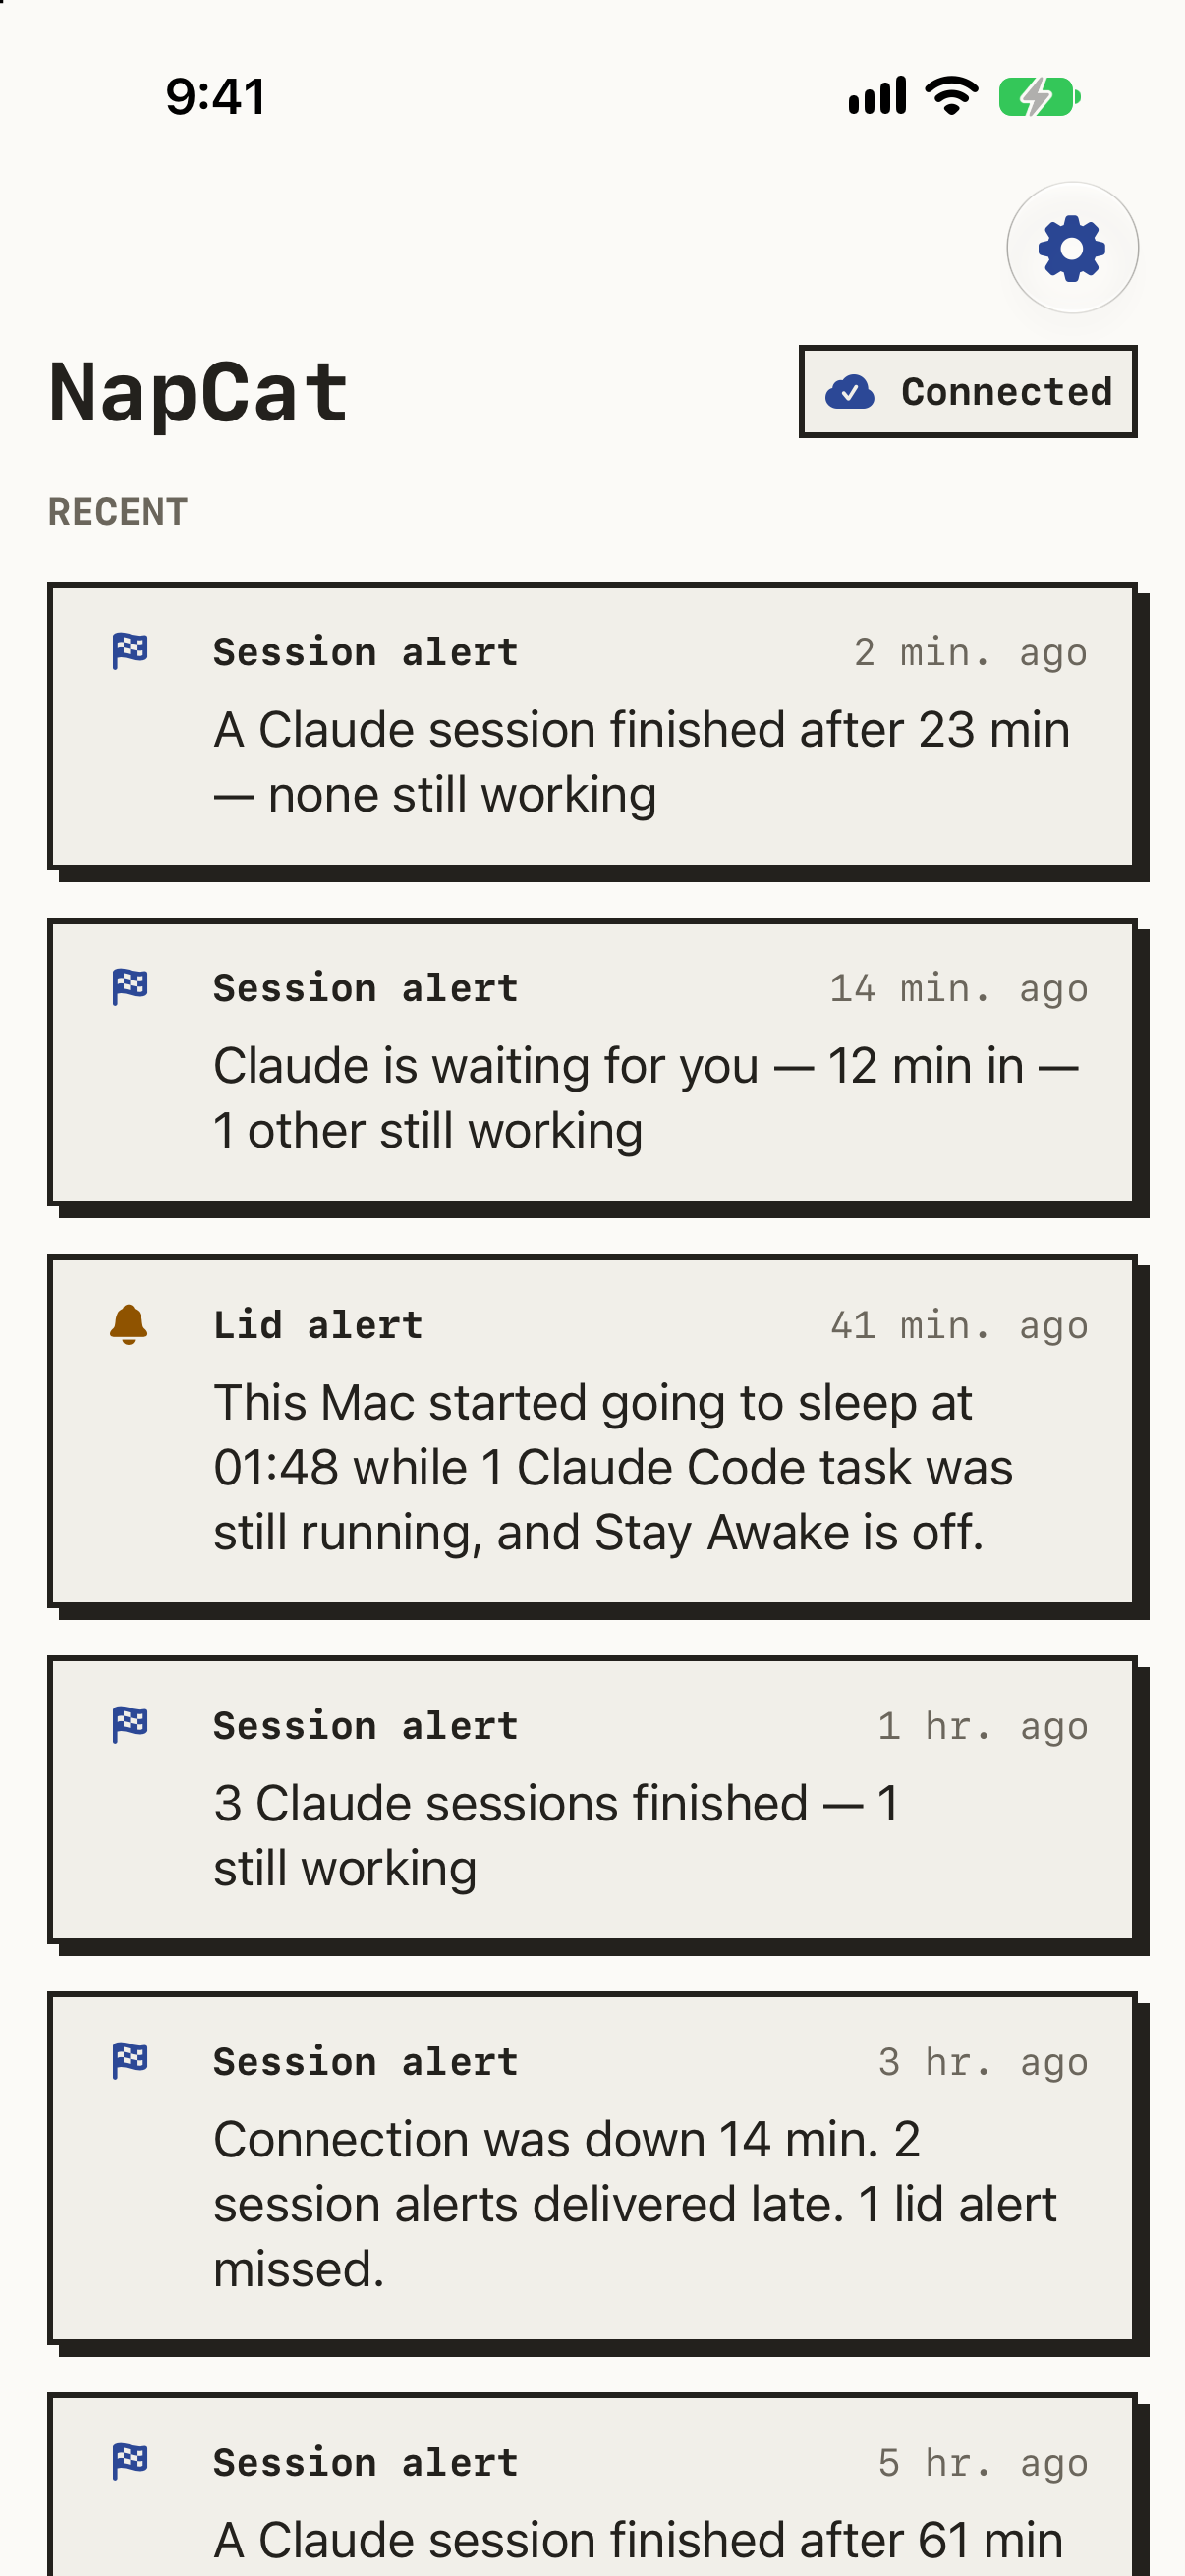 9:41
NapCat
Connected
RECENT
Session alert
2 min. ago
A Claude session finished after 23 min
— none still working
Session alert
14 min. ago
Claude is waiting for you — 12 min in —
1 other still working
Lid alert
41 min. ago
This Mac started going to sleep at
01:48 while 1 Claude Code task was
still running, and Stay Awake is off.
Session alert
1 hr. ago
3 Claude sessions finished — 1
still working
Session alert
3 hr. ago
Connection was down 14 min. 2
session alerts delivered late. 1 lid alert
missed.
Session alert
5 hr. ago
A Claude session finished after 61 min